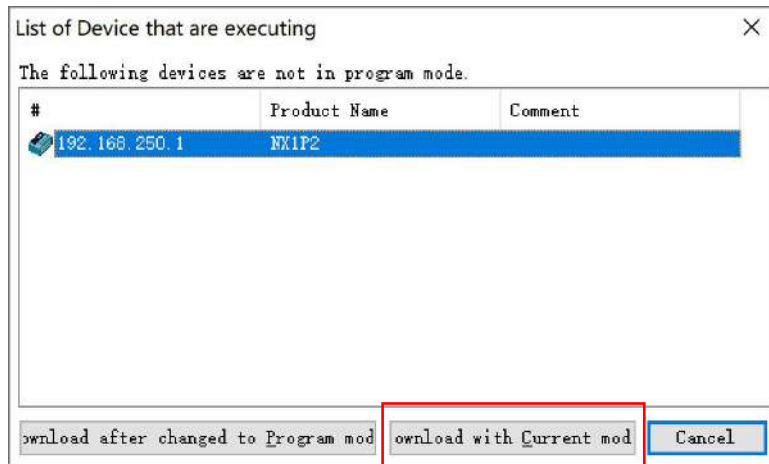 List of Device that are executing
The following devices are not in program mode.
# Product Name Comment
192.168.250.1 NX1P2
ownload after changed to Program mod ownload with Current mod Cancel